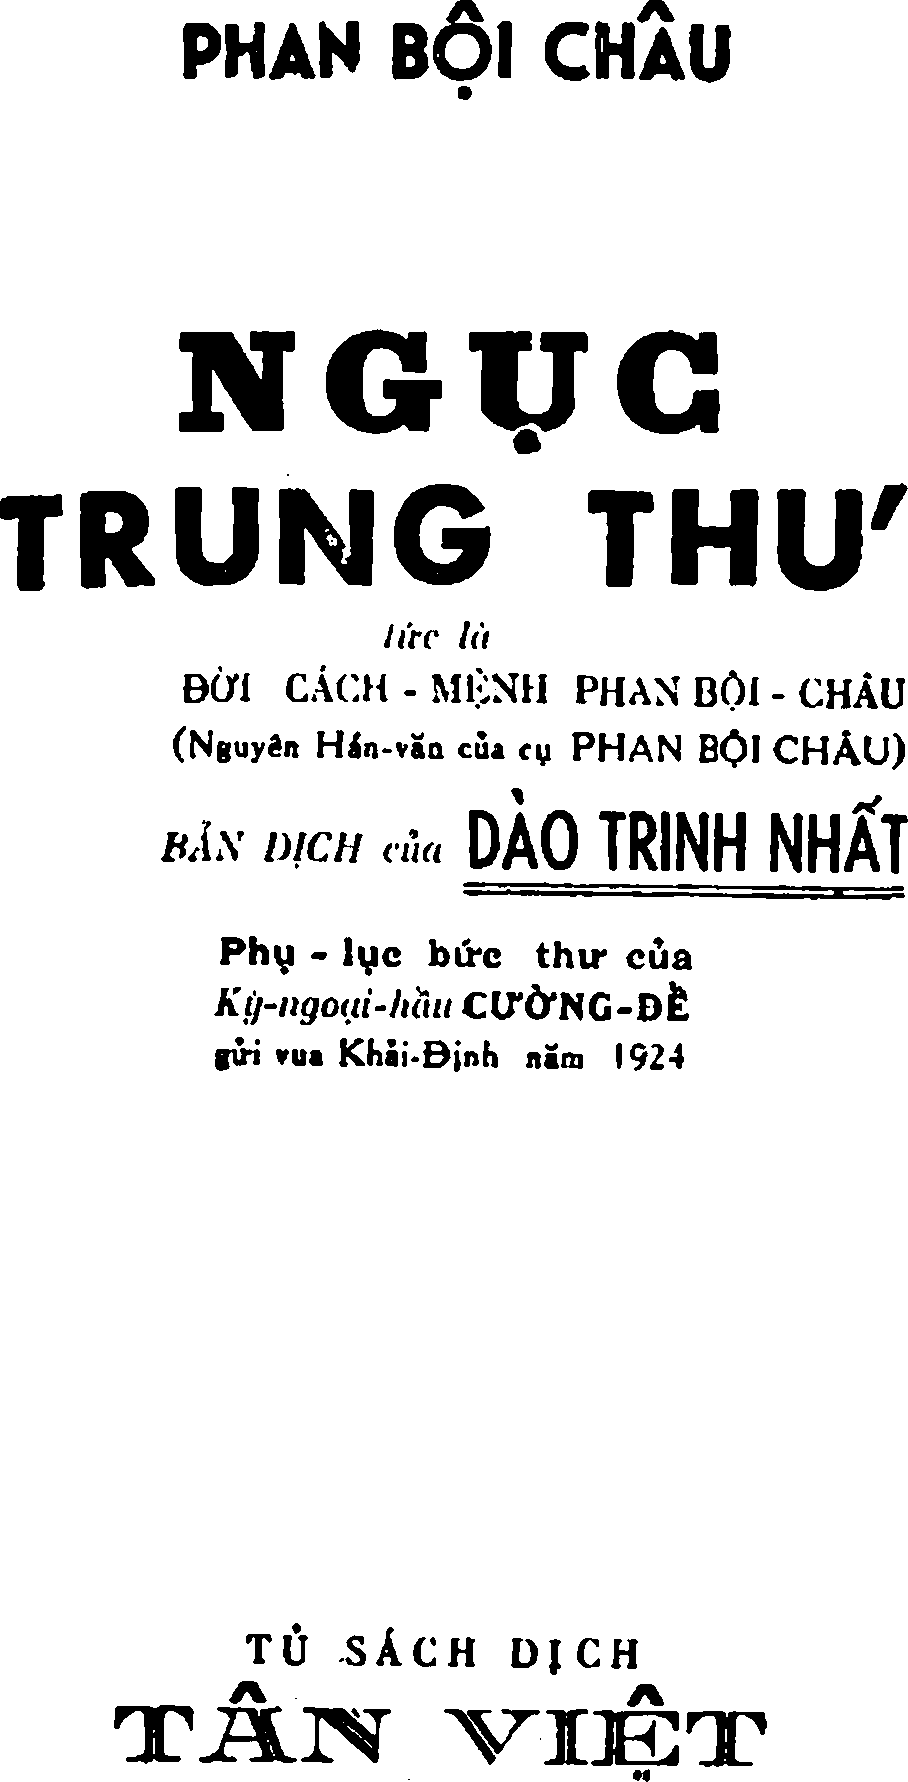 PHAN BỘI CHÂU
NGỤC
TRUNG THƯ
tức là
ĐỜI CÁCH - MỆNH PHAN BỘI - CHÂU
(Nguyên Hán-văn của cụ PHAN BỘI CHÂU)
BẢN DỊCH của DÀO TRINH NHẤT
Phụ - lục bức thư của
Kỳ-ngoại-hầu CƯỜNG-ĐỂ
gửi vua Khải-Định năm 1924
TỦ SÁCH DỊCH
TÂN VIỆT